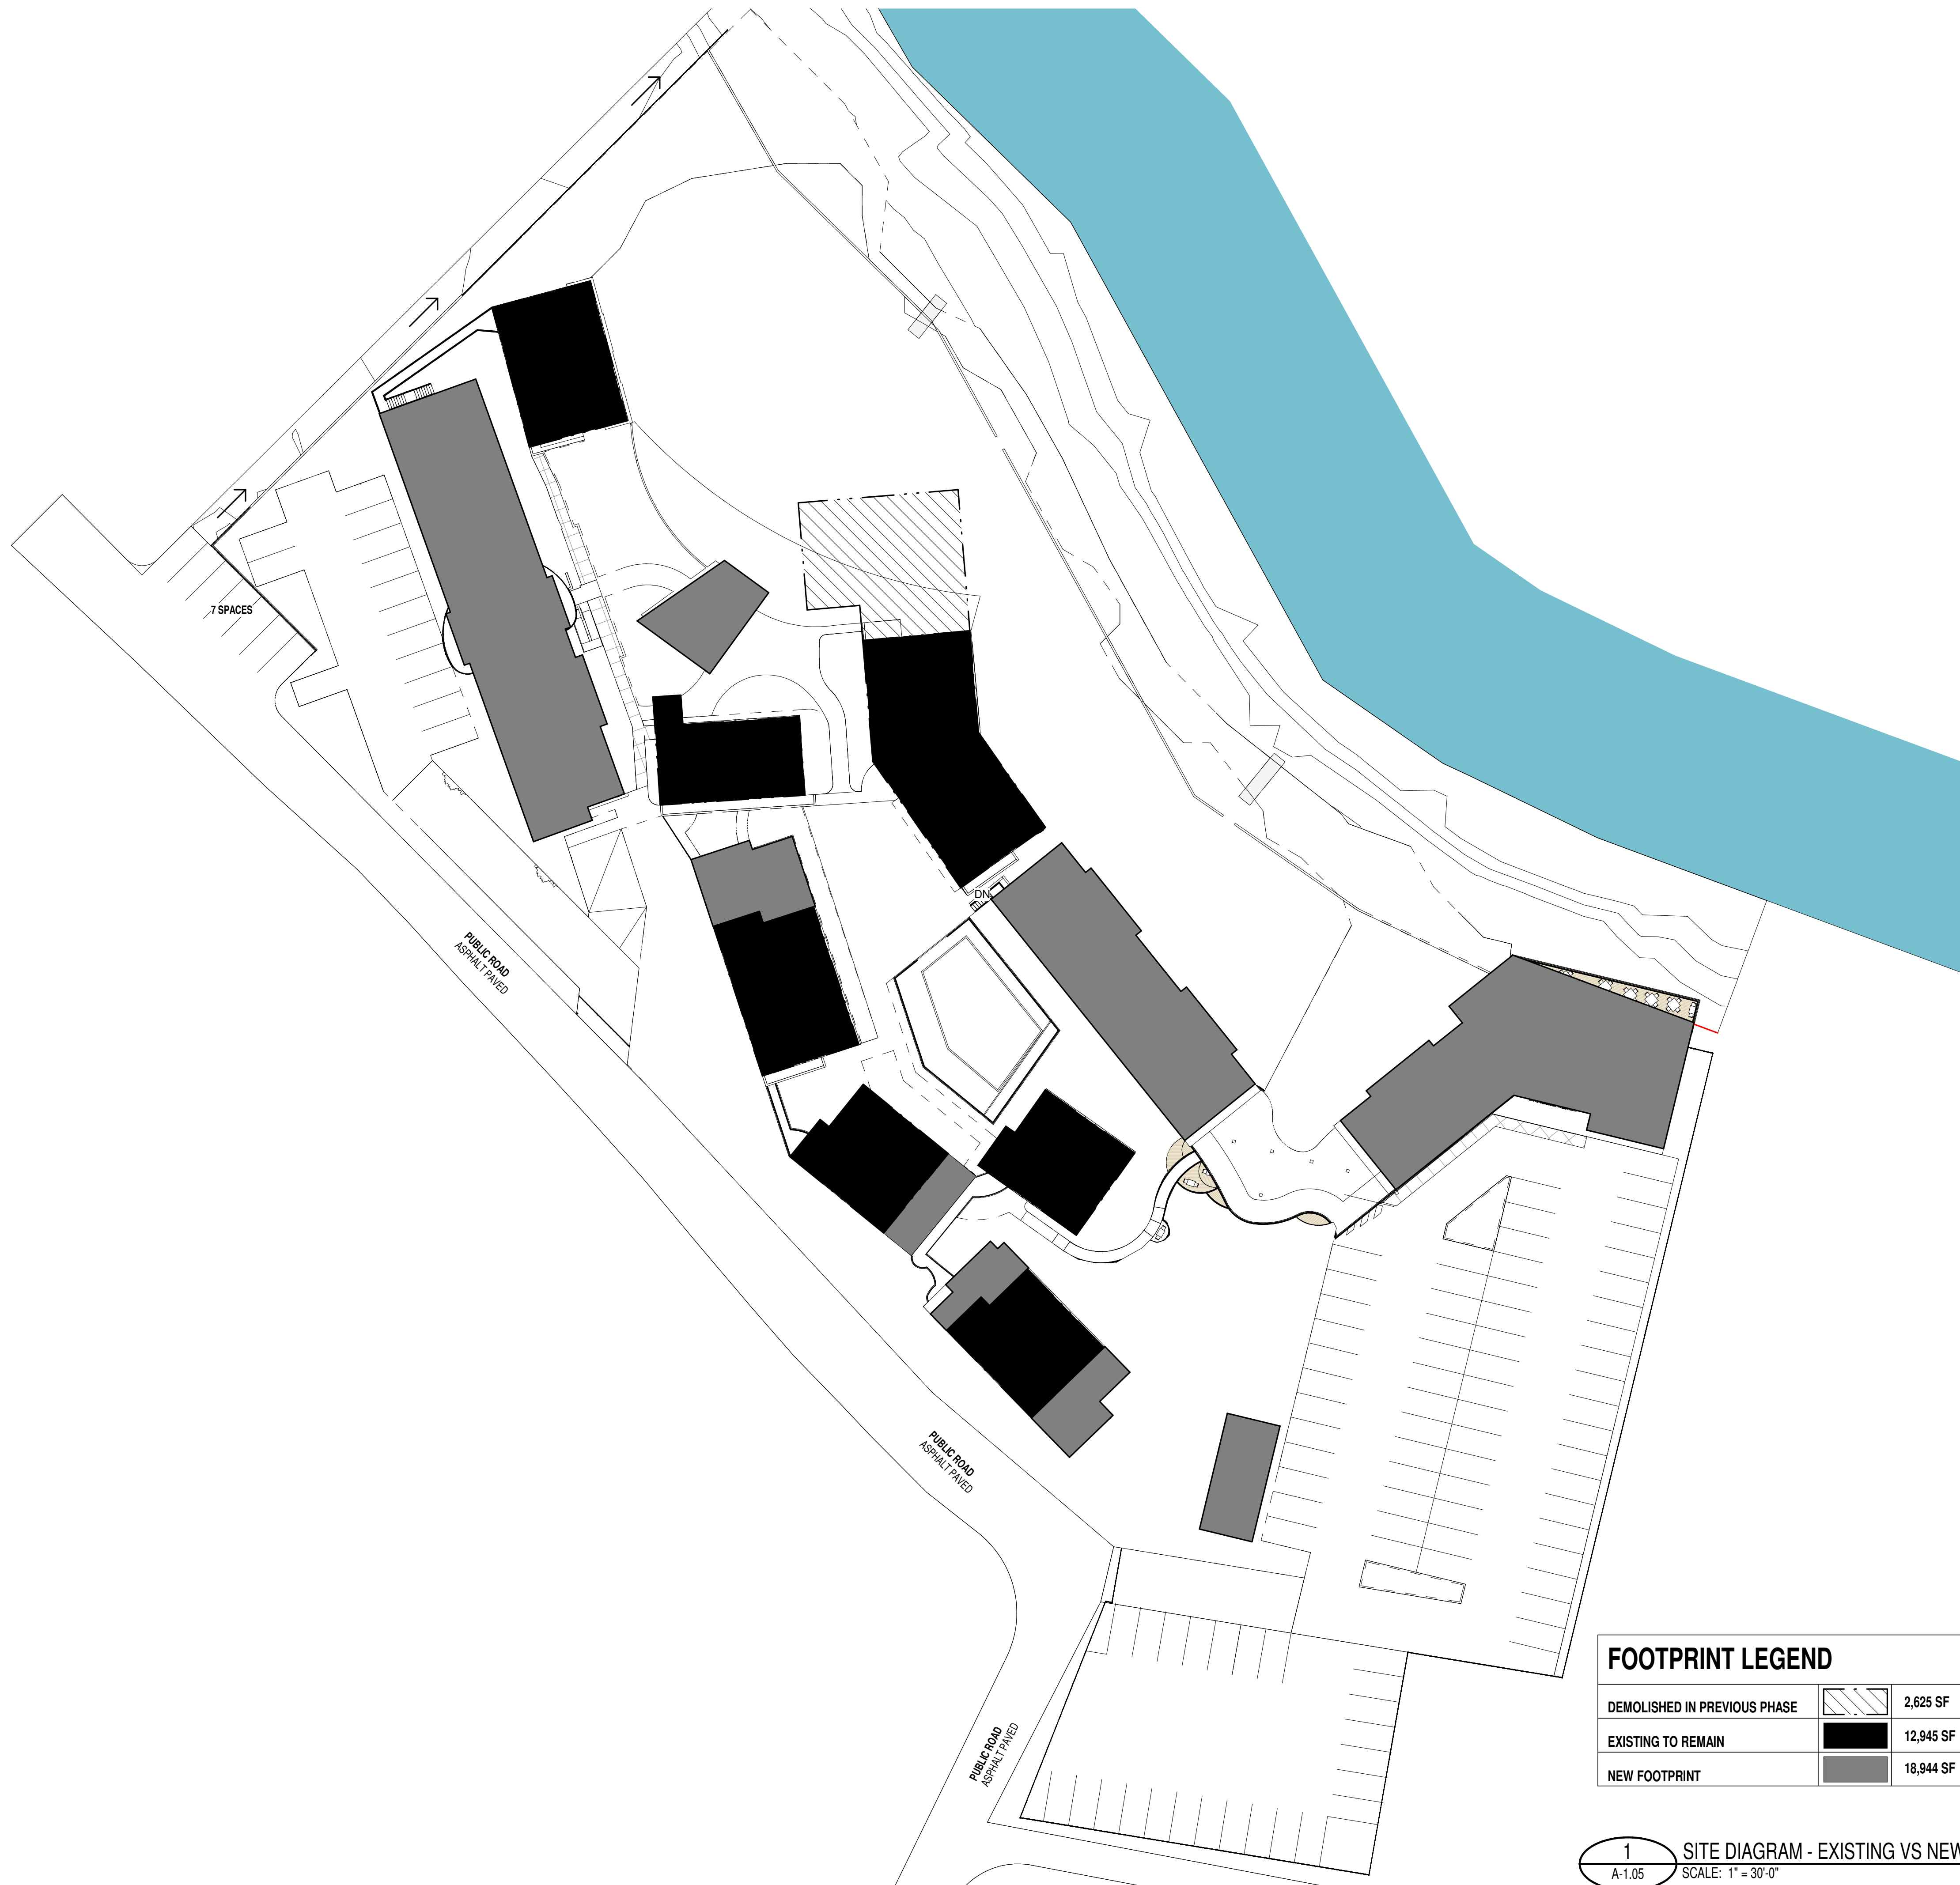 7 SPACES
DN
PUBLIC ROAD
ASPHALT PAVED
PUBLIC ROAD
ASPHALT PAVED
PUBLIC ROAD
ASPHALT PAVED
FOOTPRINT LEGEND
DEMOLISHED IN PREVIOUS PHASE 2,625 SF
EXISTING TO REMAIN 12,945 SF
NEW FOOTPRINT 18,944 SF
1
A-1.05
SITE DIAGRAM - EXISTING VS NEW
SCALE: 1" = 30'-0"